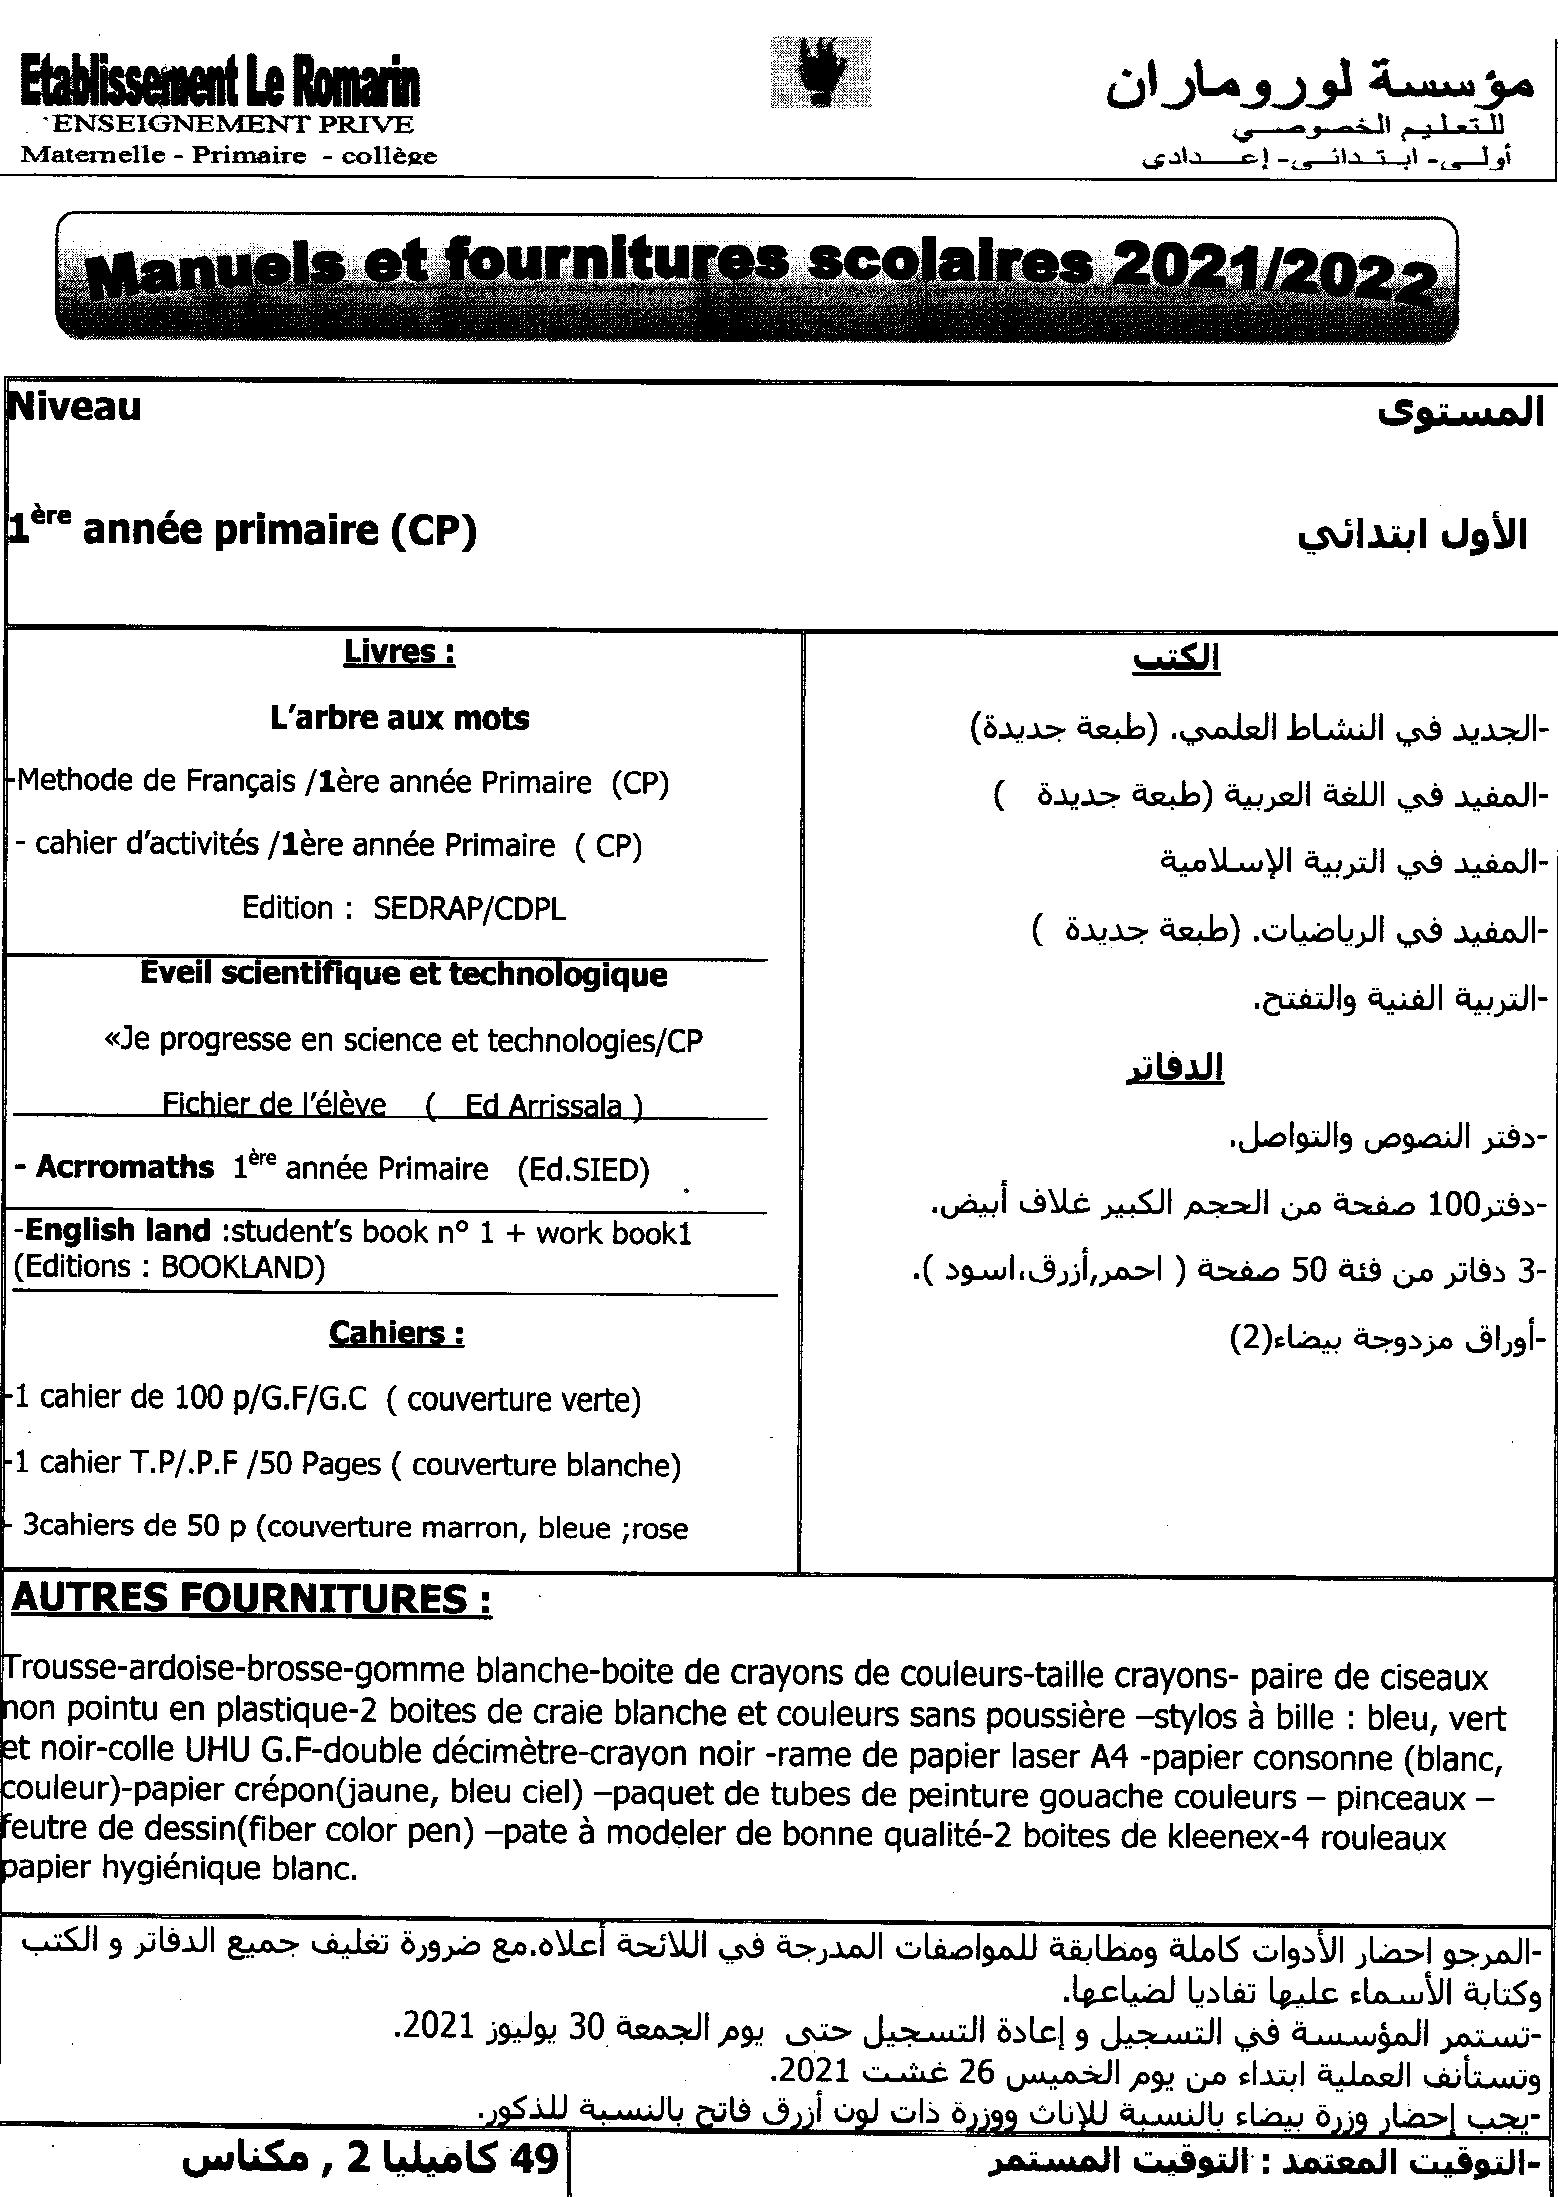 Etablissement Le Romarin
ENSEIGNEMENT PRIVE
Maternelle - Primaire - collège
مؤسسة لوروماران
للتعليم الخصوصي
أولى- ابتدائي- إعدادي
Manuels et fournitures scolaires 2021/2022
Niveau
المستوى
1ère année primaire (CP)
الأول ابتدائي
Livres :
L'arbre aux mots
-Methode de Français /1ère année Primaire (CP)
- cahier d'activités /1ère année Primaire ( CP)
Edition : SEDRAP/CDPL
Eveil scientifique et technologique
«Je progresse en science et technologies/CP
Fichier de l'élève ( Ed Arrissala )
- Acrromaths 1ère année Primaire (Ed.SIED)
-English land :student's book n° 1 + work book1
(Editions : BOOKLAND)
Cahiers :
-1 cahier de 100 p/G.F/G.C ( couverture verte)
-1 cahier T.P/.P.F /50 Pages ( couverture blanche)
- 3cahiers de 50 p (couverture marron, bleue ;rose
الكتب
-الجديد في النشاط العلمي. (طبعة جديدة)
-المفيد في اللغة العربية (طبعة جديدة )
-المفيد في التربية الإسلامية
-المفيد في الرياضيات. (طبعة جديدة )
-التربية الفنية والتفتح.
الدفاتر
-دفتر النصوص والتواصل.
-دفتر100 صفحة من الحجم الكبير غلاف أبيض.
-3 دفاتر من فئة 50 صفحة ( احمر,أزرق،اسود ).
-أوراق مزدوجة بيضاء(2)
AUTRES FOURNITURES :
Trousse-ardoise-brosse-gomme blanche-boite de crayons de couleurs-taille crayons- paire de ciseaux
non pointu en plastique-2 boites de craie blanche et couleurs sans poussière –stylos à bille : bleu, vert
et noir-colle UHU G.F-double décimètre-crayon noir -rame de papier laser A4 -papier consonne (blanc,
couleur)-papier crépon(jaune, bleu ciel) –paquet de tubes de peinture gouache couleurs – pinceaux –
feutre de dessin(fiber color pen) –pate à modeler de bonne qualité-2 boites de kleenex-4 rouleaux
papier hygiénique blanc.
-المرجو احضار الأدوات كاملة ومطابقة للمواصفات المدرجة في اللائحة أعلاه.مع ضرورة تغليف جميع الدفاتر و الكتب
وكتابة الأسماء عليها تفاديا لضياعها.
-تستمر المؤسسة في التسجيل و إعادة التسجيل حتى يوم الجمعة 30 يوليوز 2021.
وتستأنف العملية ابتداء من يوم الخميس 26 غشت 2021.
-يجب إحضار وزرة بيضاء بالنسبة للإناث ووزرة ذات لون أزرق فاتح بالنسبة للذكور.
-التوقيت المعتمد : التوقيت المستمر
49 كاميليا 2 , مكناس